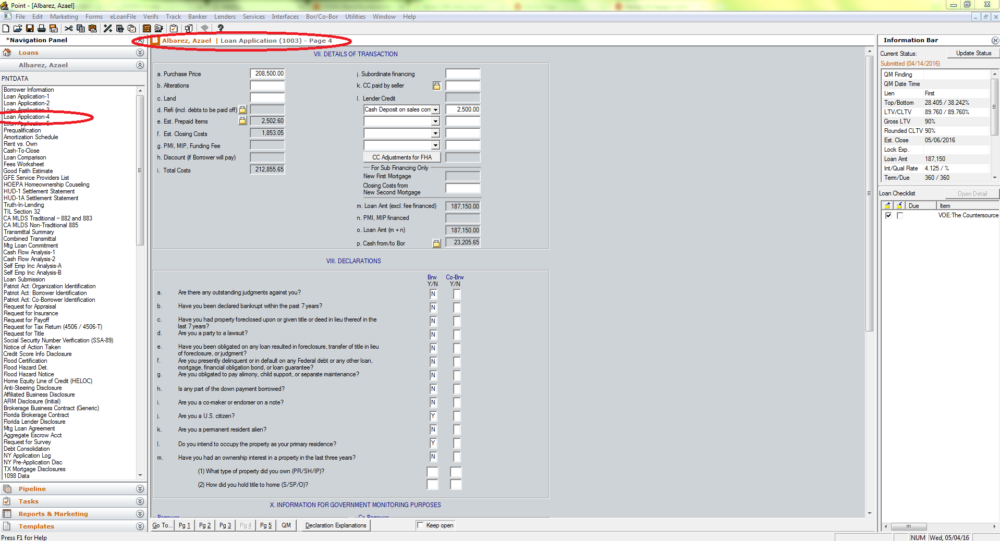 Point - [Albarez, Azael]
File Edit Marketing Forms eLoanFile Verifs Track Banker Lenders Services Interfaces Bor/Co-Bor Utilities Window Help
*Navigation Panel
Loans
Albarez, Azael
PNTDATA
Borrower Information
Loan Application-1
Loan Application-2
Loan Application-3
Loan Application-4
Loan Application-5
Prequalification
Amortization Schedule
Rent vs. Own
Cash-To-Close
Loan Comparison
Fees Worksheet
Good Faith Estimate
GFE Service Providers List
HOEPA Homeownership Couseling
HUD-1 Settlement Statement
HUD-1A Settlement Statement
Truth-In-Lending
TIL Section 32
CA MLDS Traditional – 882 and 883
CA MLDS Non-Traditional 885
Transmittal Summary
Combined Transmittal
Mtg Loan Commitment
Cash Flow Analysis-1
Cash Flow Analysis-2
Self Emp Inc Analysis-A
Self Emp Inc Analysis-B
Loan Submission
Patriot Act: Organization Identification
Patriot Act: Borrower Identification
Patriot Act: Co-Borrower Identification
Request for Appraisal
Request for Insurance
Request for Payoff
Request for Tax Return (4506 / 4506-T)
Request for Title
Social Security Number Verification (SSA-89)
Notice of Action Taken
Credit Score Info Disclosure
Flood Certification
Flood Hazard Det.
Flood Hazard Notice
Home Equity Line of Credit (HELOC)
Anti-Steering Disclosure
Affiliated Business Disclosure
ARM Disclosure (Initial)
Brokerage Business Contract (Generic)
Florida Brokerage Contract
Florida Lender Disclosure
Mtg Loan Agreement
Aggregate Escrow Acct
Request for Survey
Debt Consolidation
NY Application Log
NY Pre-Application Disc
TX Mortgage Disclosures
1098 Data
Pipeline
Tasks
Reports & Marketing
Templates
Press F1 for Help
B Albarez, Azael | Loan Application (1003) - Page 4
VII. DETAILS OF TRANSACTION
a. Purchase Price 208,500.00
b. Alterations
c. Land
d. Refi (incl. debts to be paid off)
e. Est. Prepaid Items 2,502.60
f. Est. Closing Costs 1,853.05
g. PMI, MIP, Funding Fee
h. Discount (if Borrower will pay)
i. Total Costs 212,855.65
j. Subordinate financing
k. CC paid by seller
l. Lender Credit
Cash Deposit on sales con 2,500.00
CC Adjustments for FHA
For Sub Financing Only
New First Mortgage
Closing Costs from
New Second Mortgage
m. Loan Amt (excl. fee financed) 187,150.00
n. PMI, MIP financed
o. Loan Amt (m + n) 187,150.00
p. Cash from/to Bor 23,205.65
VIII. DECLARATIONS
Brw Co-Brw
Y/N Y/N
a. Are there any outstanding judgments against you? N
b. Have you been declared bankrupt within the past 7 years? N
c. Have you had property foreclosed upon or given title or deed in lieu thereof in the
last 7 years? N
d. Are you a party to a lawsuit? N
e. Have you been obligated on any loan resulted in foreclosure, transfer of title in lieu
of foreclosure, or judgment? N
f. Are you presently delinquent or in default on any Federal debt or any other loan,
mortgage, financial obligation bond, or loan guarantee? N
g. Are you obligated to pay alimony, child support, or separate maintenance? N
h. Is any part of the down payment borrowed? N
i. Are you a co-maker or endorser on a note? N
j. Are you a U.S. citizen? Y
k. Are you a permanent resident alien? N
l. Do you intend to occupy the property as your primary residence? Y
m. Have you had an ownership interest in a property in the last three years? N
(1) What type of property did you own (PR/SH/IP)?
(2) How did you hold title to home (S/SP/O)?
X. INFORMATION FOR GOVERNMENT MONITORING PURPOSES
Borrower Co-Borrower
Go To... Pg 1 Pg 2 Pg 3 Pg 4 Pg 5 QM Declaration Explanations Keep open
Information Bar
Current Status: Update Status
Submitted (04/14/2016)
QM Finding
QM Date Time
Lien First
Top/Bottom 28.405 / 38.242%
LTV/CLTV 89.760 / 89.760%
Gross LTV 90%
Rounded CLTV 90%
Est. Close 05/06/2016
Lock Exp.
Loan Amt 187,150
Int/Qual Rate 4.125 / %
Term/Due 360 / 360
Loan Checklist Open Detail
Due Item
VOE:The Countersource
NUM Wed, 05/04/16